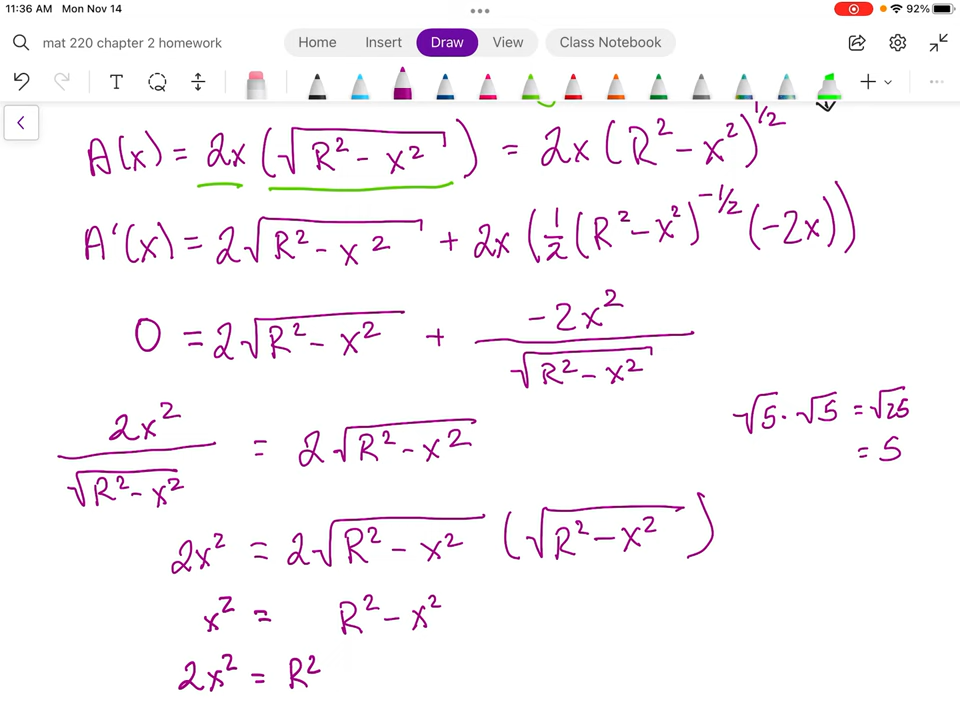 11:36 AM Mon Nov 14
92%
mat 220 chapter 2 homework
Home Insert Draw View Class Notebook
T
A(x) = 2x (√(R² - x²)) = 2x (R² - x²)^1/2
A'(x) = 2√(R² - x²) + 2x (1/2 (R² - x²)^-1/2 (-2x))
0 = 2√(R² - x²) + -2x² / √(R² - x²)
√5 · √5 = √25
= 5
2x² / √(R² - x²) = 2√(R² - x²)
2x² = 2√(R² - x²) (√(R² - x²))
x² = R² - x²
2x² = R²